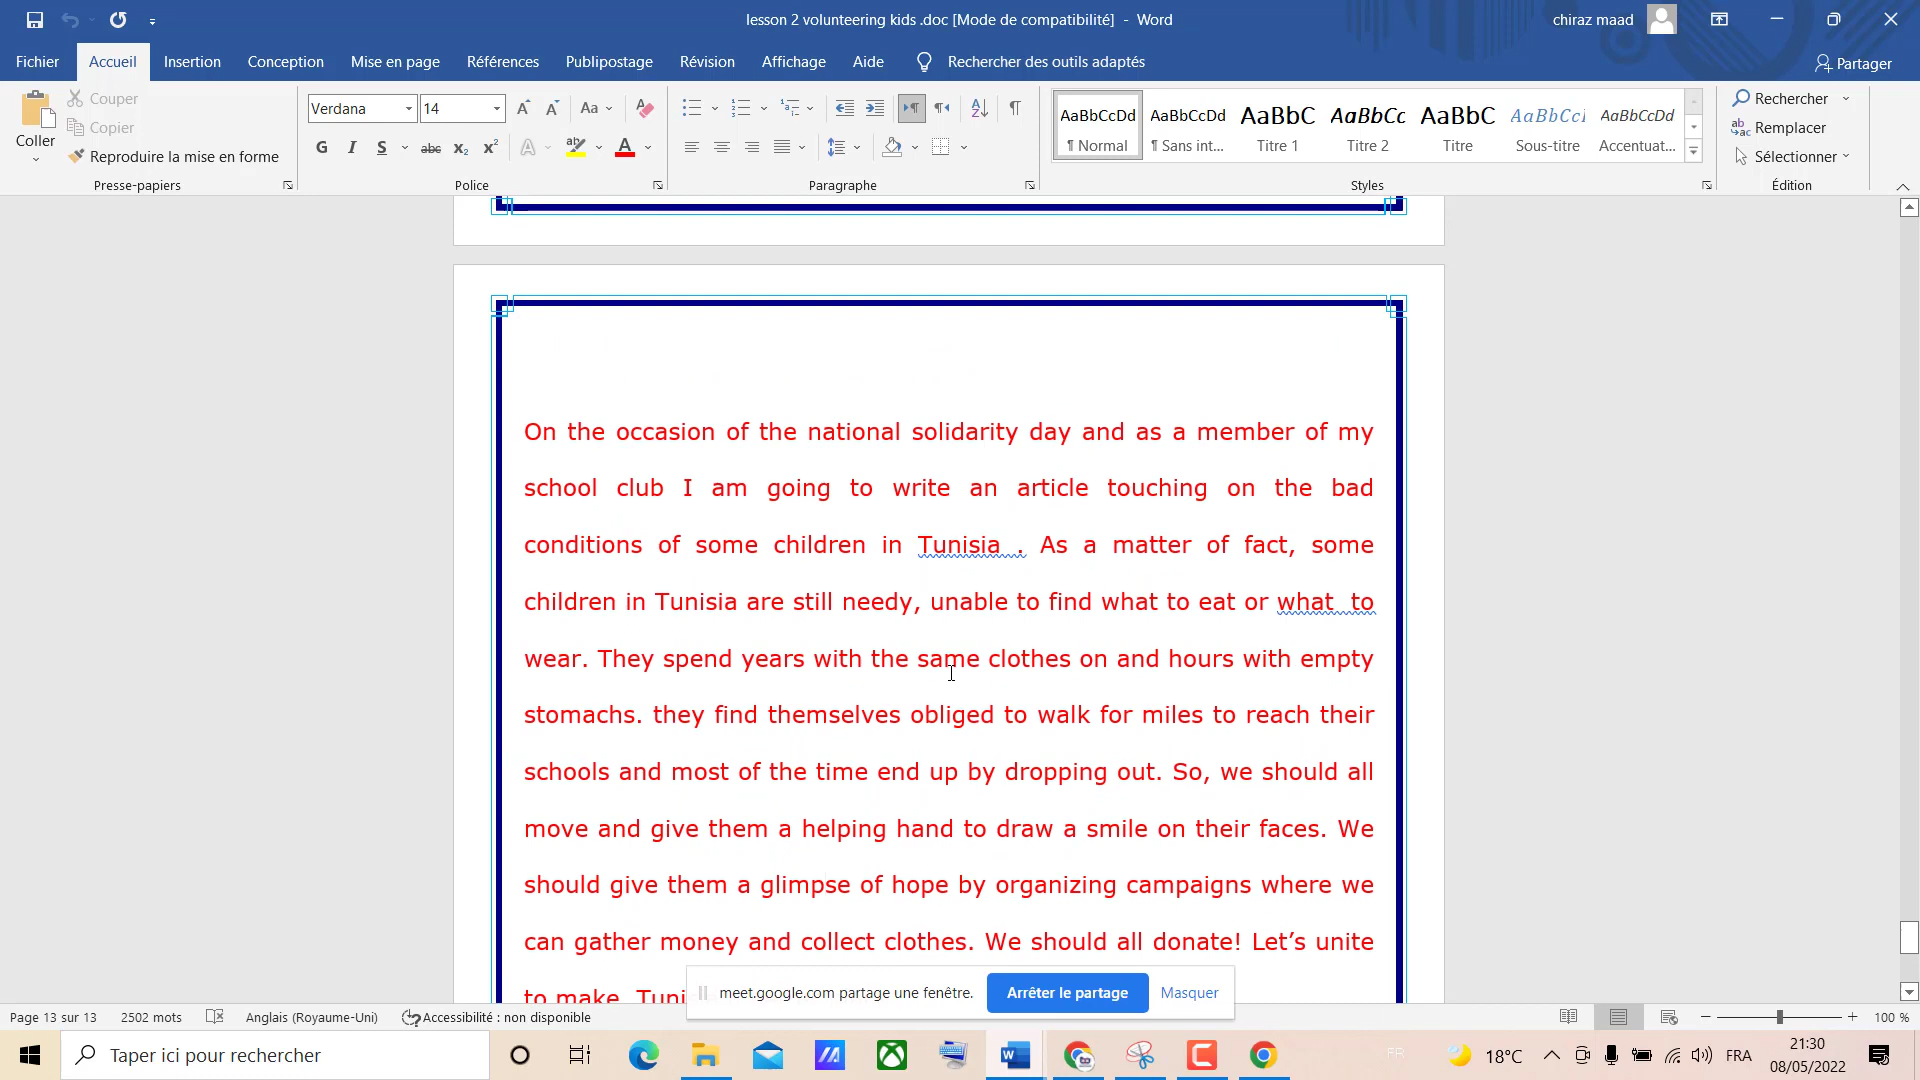 lesson 2 volunteering kids .doc [Mode de compatibilité] - Word
chiraz maad
Fichier Accueil Insertion Conception Mise en page Références Publipostage Révision Affichage Aide Rechercher des outils adaptés Partager
Coller
Couper
Copier
Reproduire la mise en forme
Presse-papiers
Verdana 14
Aa
G I S abc x₂ x² A ab A
Police
Paragraphe
AaBbCcDd AaBbCcDd AaBbC AaBbCc AaBbC AaBbCcI AaBbCcDd
¶ Normal ¶ Sans int... Titre 1 Titre 2 Titre Sous-titre Accentuat...
Styles
Rechercher
Remplacer
Sélectionner
Édition
On the occasion of the national solidarity day and as a member of my
school club I am going to write an article touching on the bad
conditions of some children in Tunisia . As a matter of fact, some
children in Tunisia are still needy, unable to find what to eat or what to
wear. They spend years with the same clothes on and hours with empty
stomachs. they find themselves obliged to walk for miles to reach their
schools and most of the time end up by dropping out. So, we should all
move and give them a helping hand to draw a smile on their faces. We
should give them a glimpse of hope by organizing campaigns where we
can gather money and collect clothes. We should all donate! Let’s unite
to make Tuni
meet.google.com partage une fenêtre. Arrêter le partage Masquer
Page 13 sur 13 2502 mots Anglais (Royaume-Uni) Accessibilité : non disponible 100 %
Taper ici pour rechercher
FR 18°C FRA
21:30
08/05/2022